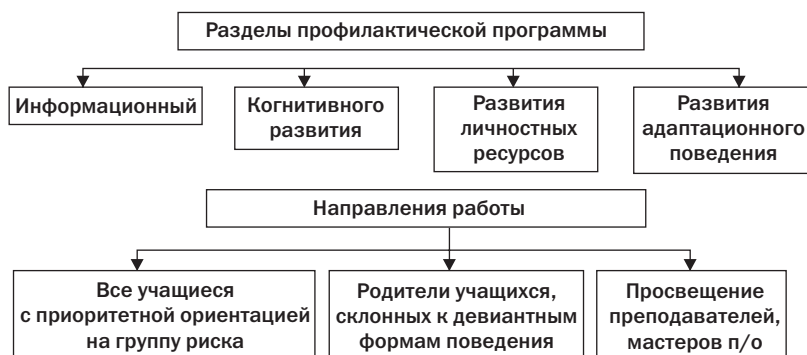 Разделы профилактической программы
Информационный
Когнитивного
развития
Развития
личностных
ресурсов
Развития
адаптационного
поведения
Направления работы
Все учащиеся
с приоритетной ориентацией
на группу риска
Родители учащихся,
склонных к девиантным
формам поведения
Просвещение
преподавателей,
мастеров п/о